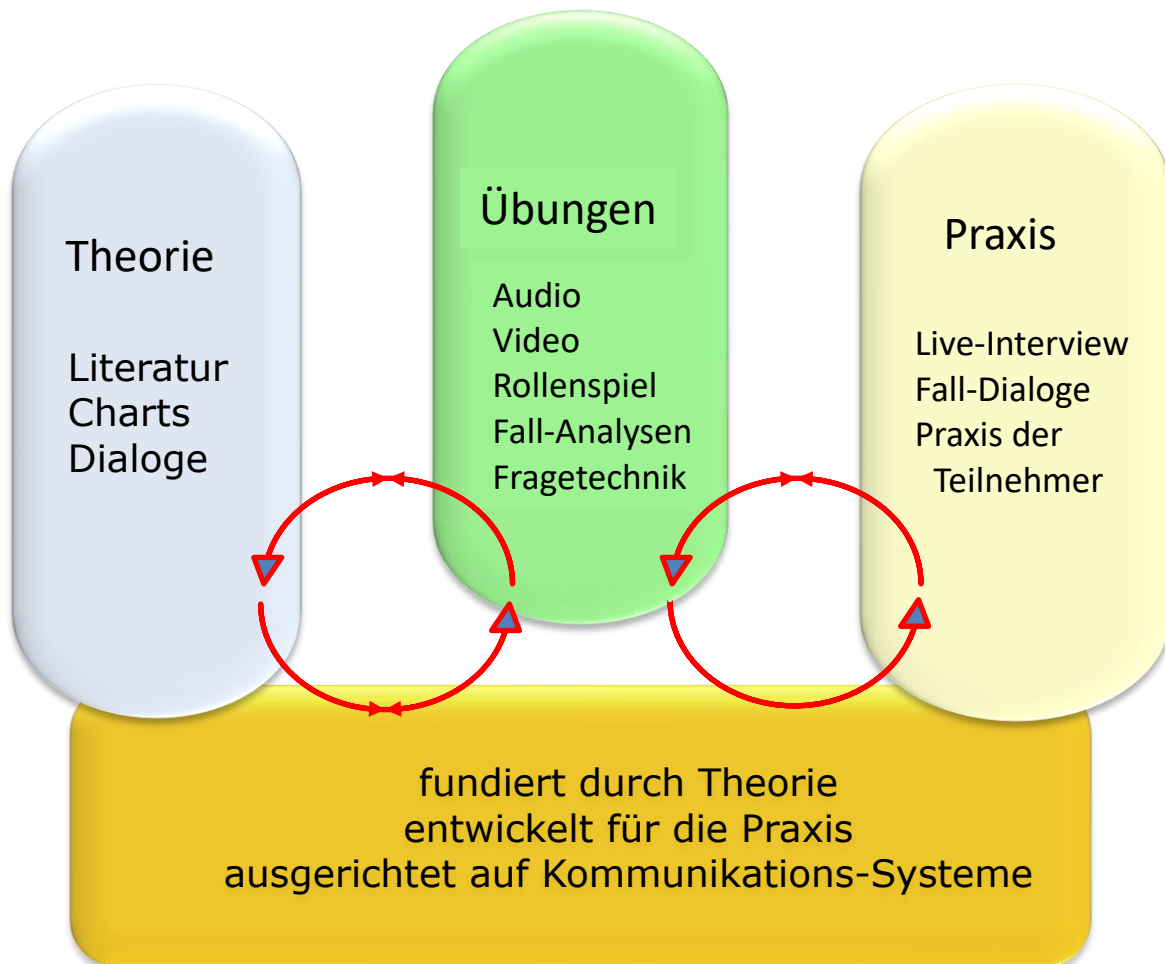 Theorie
Literatur
Charts
Dialoge
Übungen
Audio
Video
Rollenspiel
Fall-Analysen
Fragetechnik
Praxis
Live-Interview
Fall-Dialoge
Praxis der
Teilnehmer
fundiert durch Theorie
entwickelt für die Praxis
ausgerichtet auf Kommunikations-Systeme